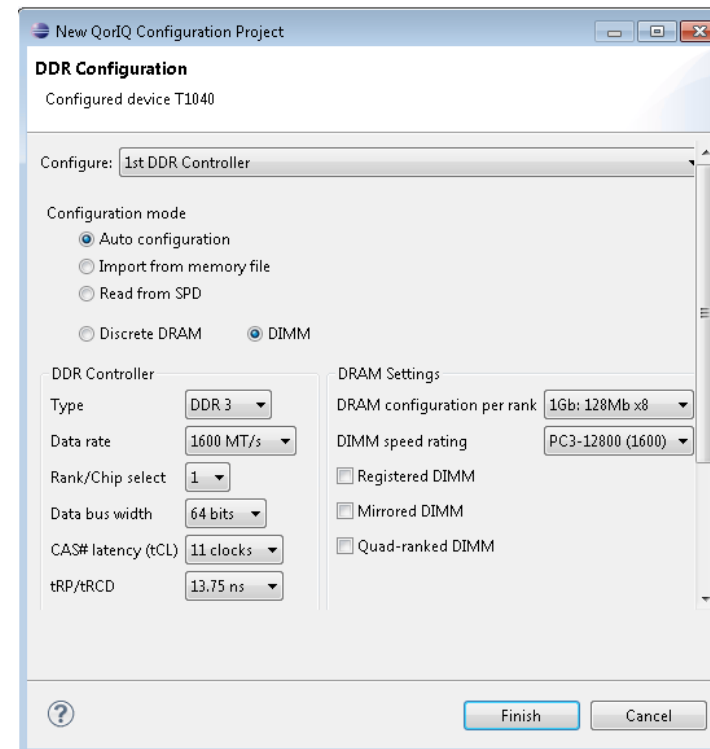 New QorIQ Configuration Project
DDR Configuration
Configured device T1040
Configure: 1st DDR Controller
Configuration mode
Auto configuration
Import from memory file
Read from SPD
Discrete DRAM DIMM
DDR Controller
Type DDR 3
Data rate 1600 MT/s
Rank/Chip select 1
Data bus width 64 bits
CAS# latency (tCL) 11 clocks
tRP/tRCD 13.75 ns
DRAM Settings
DRAM configuration per rank 1Gb: 128Mb x8
DIMM speed rating PC3-12800 (1600)
Registered DIMM
Mirrored DIMM
Quad-ranked DIMM
? Finish Cancel